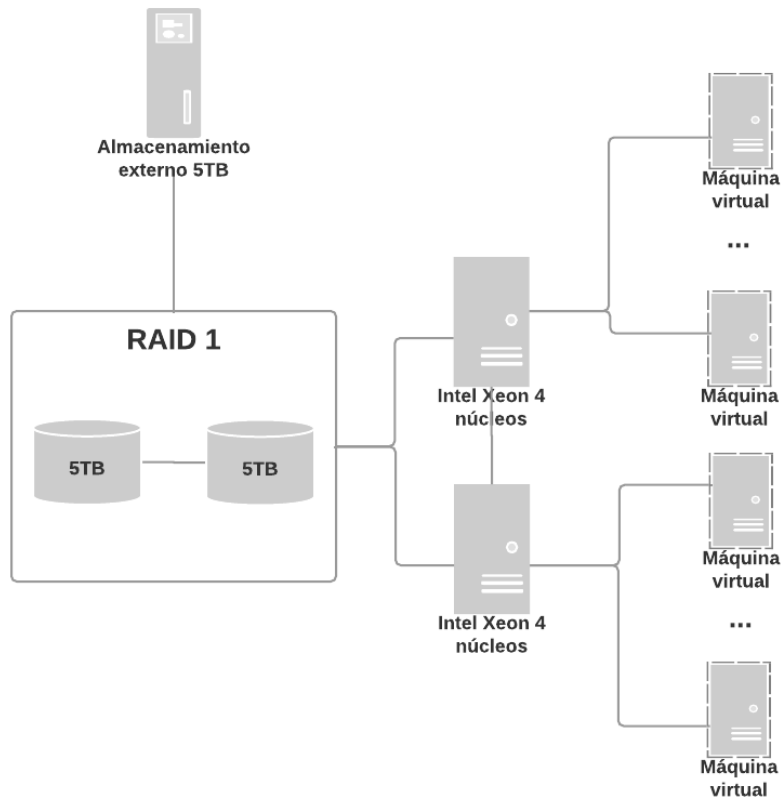 Almacenamiento
externo 5TB
RAID 1
5TB
5TB
Intel Xeon 4
núcleos
Intel Xeon 4
núcleos
Máquina
virtual
...
Máquina
virtual
Máquina
virtual
...
Máquina
virtual